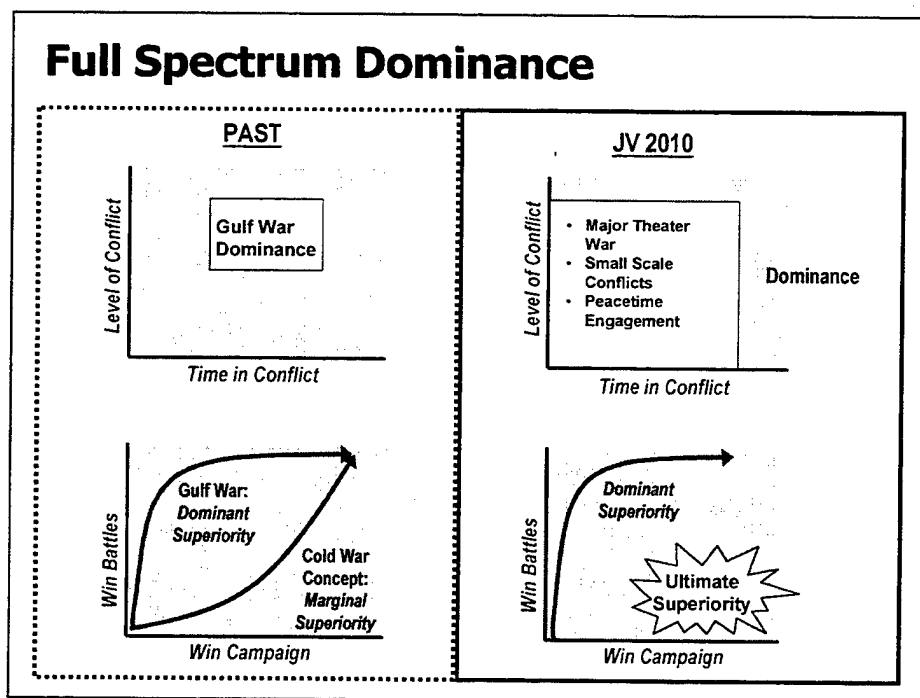 Full Spectrum Dominance
PAST
Level of Conflict
Gulf War
Dominance
Time in Conflict
Win Battles
Gulf War:
Dominant
Superiority
Cold War
Concept:
Marginal
Superiority
Win Campaign
JV 2010
Level of Conflict
• Major Theater
War
• Small Scale
Conflicts
• Peacetime
Engagement
Dominance
Time in Conflict
Win Battles
Dominant
Superiority
Ultimate
Superiority
Win Campaign